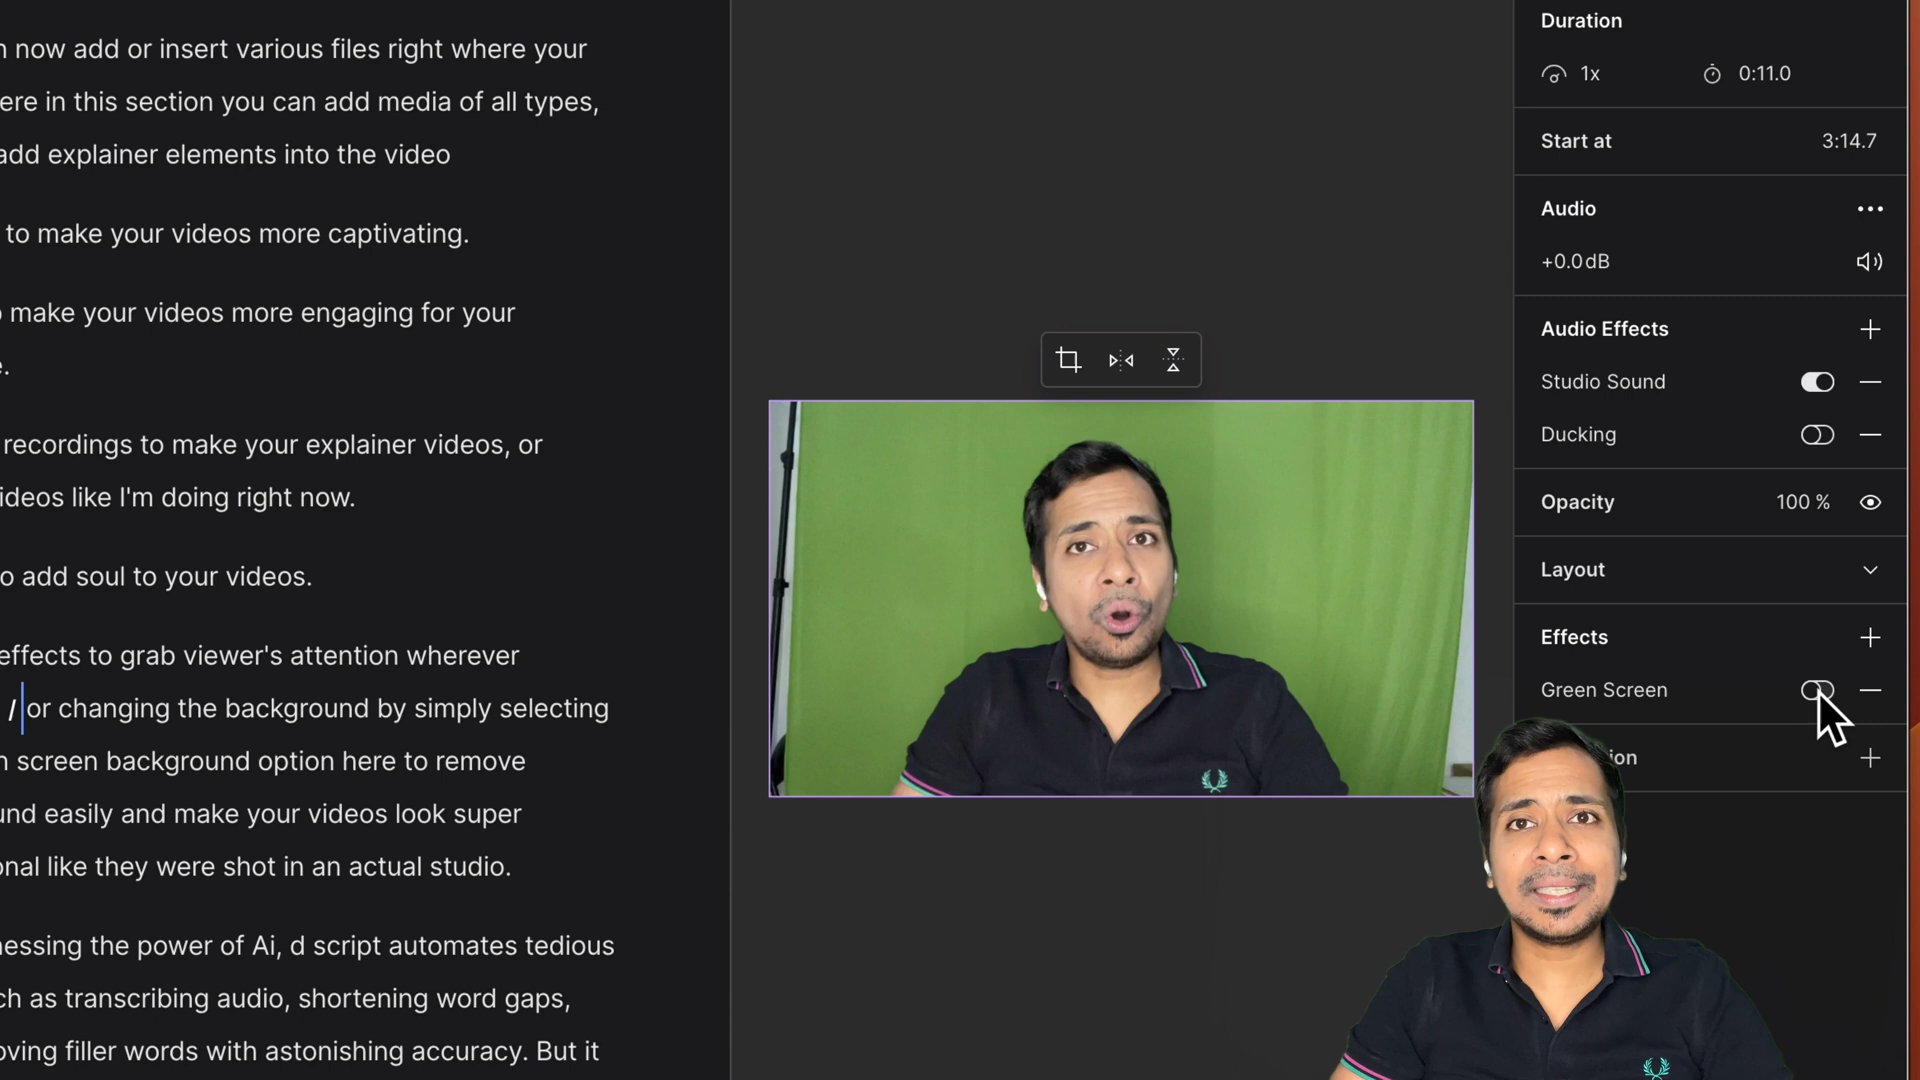 now add or insert various files right where your
ere in this section you can add media of all types,
add explainer elements into the video
to make your videos more captivating.
make your videos more engaging for your
recordings to make your explainer videos, or
ideos like I'm doing right now.
o add soul to your videos.
effects to grab viewer's attention wherever
/ or changing the background by simply selecting
n screen background option here to remove
und easily and make your videos look super
onal like they were shot in an actual studio.
nessing the power of Ai, d script automates tedious
ch as transcribing audio, shortening word gaps,
oving filler words with astonishing accuracy. But it
Duration
1x 0:11.0
Start at 3:14.7
Audio
+0.0 dB
Audio Effects
Studio Sound
Ducking
Opacity 100 %
Layout
Effects
Green Screen
ion